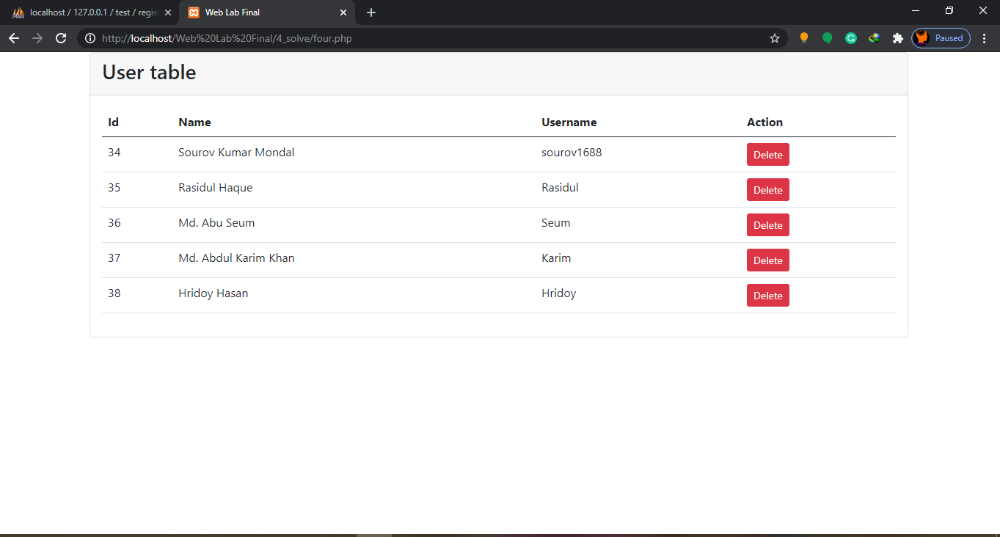 localhost / 127.0.0.1 / test / regis
Web Lab Final
http://localhost/Web%20Lab%20Final/4_solve/four.php
Paused
User table
Id Name Username Action
34 Sourov Kumar Mondal sourov1688 Delete
35 Rasidul Haque Rasidul Delete
36 Md. Abu Seum Seum Delete
37 Md. Abdul Karim Khan Karim Delete
38 Hridoy Hasan Hridoy Delete